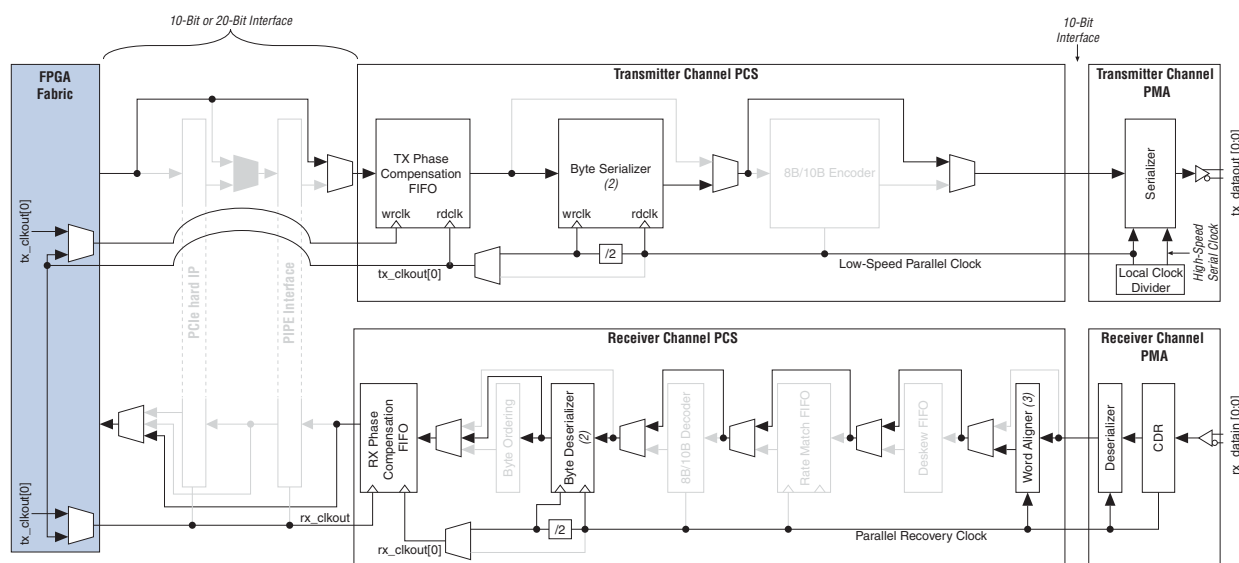 10-Bit or 20-Bit Interface
10-Bit
Interface
FPGA
Fabric
Transmitter Channel PCS
Transmitter Channel
PMA
TX Phase
Compensation
FIFO
wrclk
rdclk
Byte Serializer
(2)
wrclk
rdclk
8B/10B Encoder
Serializer
tx_dataout [0:0]
PCIe hard IP
PIPE Interface
tx_clkout[0]
tx_clkout[0]
/2
Low-Speed Parallel Clock
Local Clock
Divider
High-Speed
Serial Clock
Receiver Channel PCS
Receiver Channel
PMA
RX Phase
Compensation
FIFO
Byte Ordering
Byte Deserializer
(2)
8B/10B Decoder
Rate Match FIFO
Deskew FIFO
Word Aligner (3)
Deserializer
CDR
rx_datain [0:0]
tx_clkout[0]
rx_clkout
rx_clkout[0]
/2
Parallel Recovery Clock